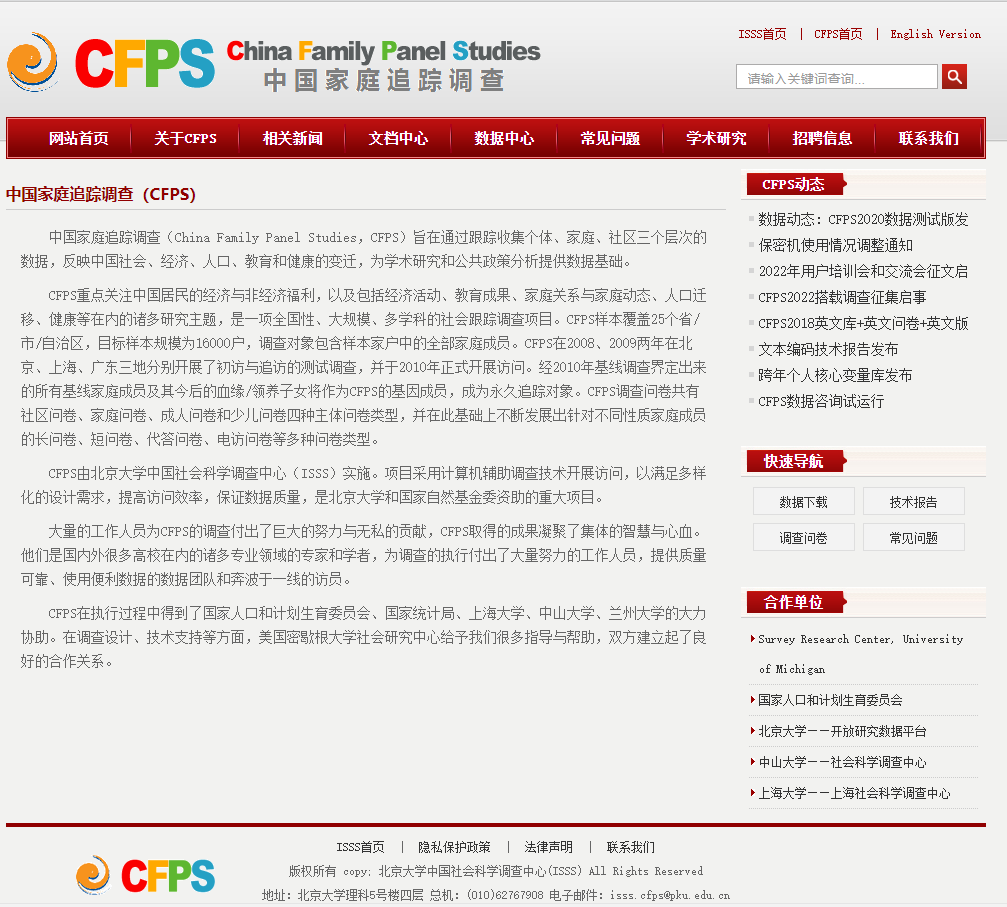 ISSS首页 | CFPS首页 | English Version
CFPS China Family Panel Studies
中国家庭追踪调查
请输入关键词查询...
网站首页 关于CFPS 相关新闻 文档中心 数据中心 常见问题 学术研究 招聘信息 联系我们
中国家庭追踪调查（CFPS）
中国家庭追踪调查（China Family Panel Studies，CFPS）旨在通过跟踪收集个体、家庭、社区三个层次的
数据，反映中国社会、经济、人口、教育和健康的变迁，为学术研究和公共政策分析提供数据基础。
CFPS重点关注中国居民的经济与非经济福利，以及包括经济活动、教育成果、家庭关系与家庭动态、人口迁
移、健康等在内的诸多研究主题，是一项全国性、大规模、多学科的社会跟踪调查项目。CFPS样本覆盖25个省/
市/自治区，目标样本规模为16000户，调查对象包含样本家户中的全部家庭成员。CFPS在2008、2009两年在北
京、上海、广东三地分别开展了初访与追访的测试调查，并于2010年正式开展访问。经2010年基线调查界定出来
的所有基线家庭成员及其今后的血缘/领养子女将作为CFPS的基因成员，成为永久追踪对象。CFPS调查问卷共有
社区问卷、家庭问卷、成人问卷和少儿问卷四种主体问卷类型，并在此基础上不断发展出针对不同性质家庭成员
的长问卷、短问卷、代答问卷、电访问卷等多种问卷类型。
CFPS由北京大学中国社会科学调查中心（ISSS）实施。项目采用计算机辅助调查技术开展访问，以满足多样
化的设计需求，提高访问效率，保证数据质量，是北京大学和国家自然基金委资助的重大项目。
大量的工作人员为CFPS的调查付出了巨大的努力与无私的贡献，CFPS取得的成果凝聚了集体的智慧与心血。
他们是国内外很多高校在内的诸多专业领域的专家和学者，为调查的执行付出了大量努力的工作人员，提供质量
可靠、使用便利数据的数据团队和奔波于一线的访员。
CFPS在执行过程中得到了国家人口和计划生育委员会、国家统计局、上海大学、中山大学、兰州大学的大力
协助。在调查设计、技术支持等方面，美国密歇根大学社会研究中心给予我们很多指导与帮助，双方建立起了良
好的合作关系。
CFPS动态
数据动态：CFPS2020数据测试版发
保密机使用情况调整通知
2022年用户培训会和交流会征文启
CFPS2022搭载调查征集启事
CFPS2018英文库+英文问卷+英文版
文本编码技术报告发布
跨年个人核心变量库发布
CFPS数据咨询试运行
快速导航
数据下载 技术报告
调查问卷 常见问题
合作单位
Survey Research Center, University
of Michigan
国家人口和计划生育委员会
北京大学——开放研究数据平台
中山大学——社会科学调查中心
上海大学——上海社会科学调查中心
CFPS
ISSS首页 | 隐私保护政策 | 法律声明 | 联系我们
版权所有 copy; 北京大学中国社会科学调查中心(ISSS) All Rights Reserved
地址：北京大学理科5号楼四层 总机：(010)62767908 电子邮件：isss.cfps@pku.edu.cn